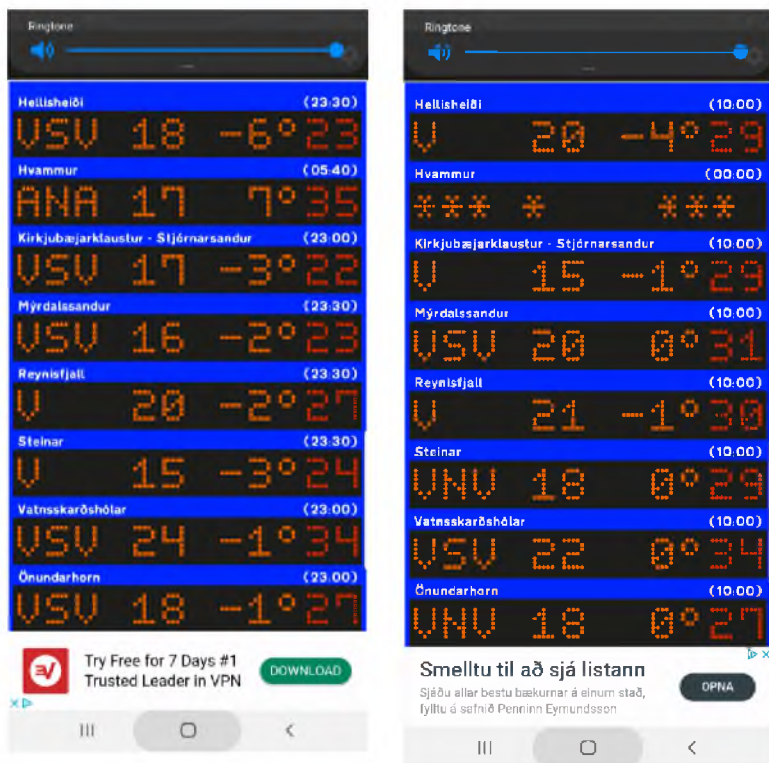 Ringtone
Hellisheiði (23:30)
VSV 18 -6° 23
Hvammur (05:40)
ANA 17 7° 35
Kirkjubæjarklaustur - Stjórnarsandur (23:00)
VSV 17 -3° 22
Mýrdalssandur (23:30)
VSV 16 -2° 23
Reynisfjall (23:30)
V 20 -2° 27
Steinar (23:30)
V 15 -3° 24
Vatnsskarðshólar (23:00)
VSV 24 -1° 34
Önundarhorn (23:00)
VSV 18 -1° 27
Try Free for 7 Days #1
Trusted Leader in VPN
DOWNLOAD
Ringtone
Hellisheiði (10:00)
V 20 -4° 29
Hvammur (00:00)
*** * ***
Kirkjubæjarklaustur - Stjórnarsandur (10:00)
V 15 -1° 29
Mýrdalssandur (10:00)
VSV 20 0° 31
Reynisfjall (10:00)
V 21 -1° 30
Steinar (10:00)
VNV 18 0° 29
Vatnsskarðshólar (10:00)
VSV 22 0° 34
Önundarhorn (10:00)
VNV 18 0° 27
Smelltu til að sjá listann
Sjáðu allar bestu bækurnar á einum stað,
fylltu á safnið Penninn Eymundsson
OPNA